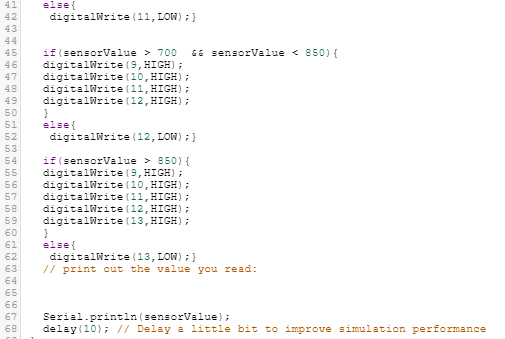 41 else{
42 digitalWrite(11,LOW);}
43
44
45 if(sensorValue > 700 && sensorValue < 850){
46 digitalWrite(9,HIGH);
47 digitalWrite(10,HIGH);
48 digitalWrite(11,HIGH);
49 digitalWrite(12,HIGH);
50 }
51 else{
52 digitalWrite(12,LOW);}
53
54 if(sensorValue > 850){
55 digitalWrite(9,HIGH);
56 digitalWrite(10,HIGH);
57 digitalWrite(11,HIGH);
58 digitalWrite(12,HIGH);
59 digitalWrite(13,HIGH);
60 }
61 else{
62 digitalWrite(13,LOW);}
63 // print out the value you read:
64
65
66
67 Serial.println(sensorValue);
68 delay(10); // Delay a little bit to improve simulation performance